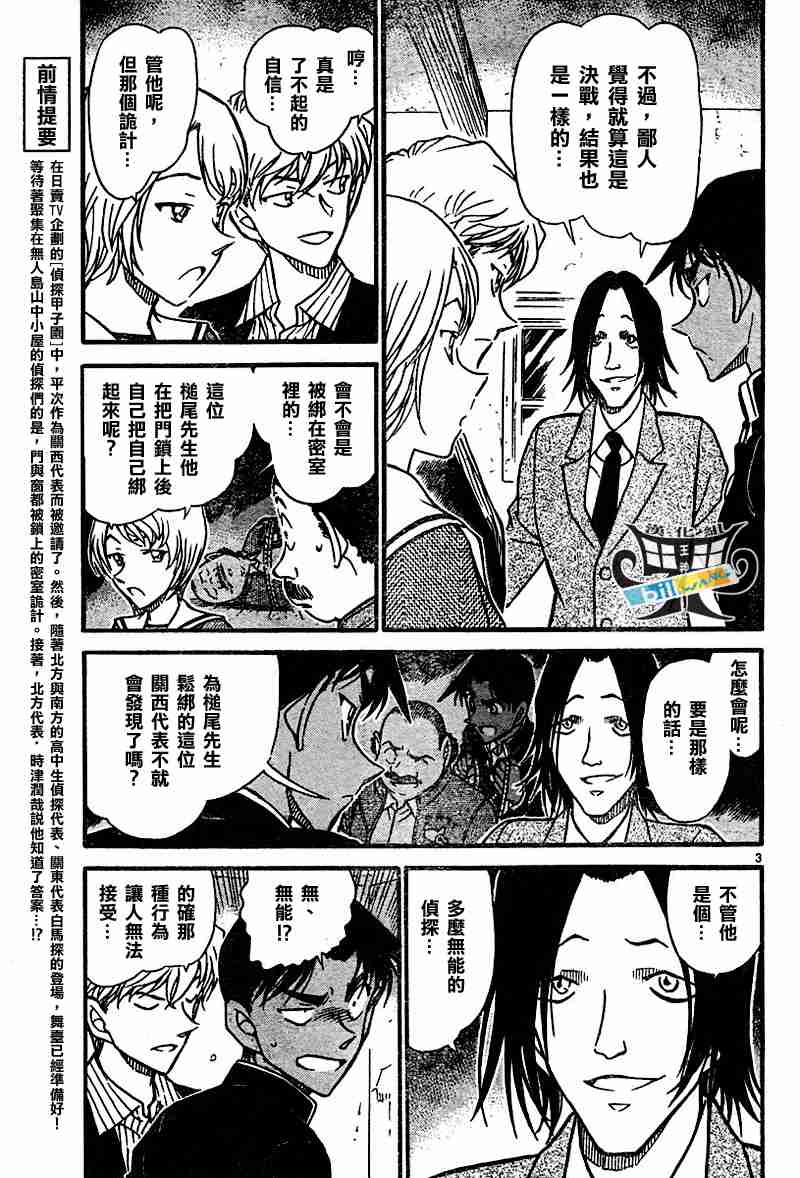 不過，鄙人
覺得就算這是
決戰，結果也
是一樣的…
哼…
真是
了不起的
自信…
管他呢，
但那個詭計…
會不會是
被綁在密室
裡的…
這位
槌尾先生他
在把門鎖上後
自己把自己綁
起來呢？
怎麼會呢…
要是那樣
的話…
為槌尾先生
鬆綁的這位
關西代表不就
會發現了嗎？
3
不管他
是個…
多麼無能的
偵探…
無、
無能!?
的確那
種行為
讓人無法
接受…
前情提要
在日賣TV企劃的[偵探甲子園]中，平次作為關西代表而被邀請了。然後，隨著北方與南方的高中生偵探代表、關東代表白馬探的登場，舞臺已經準備好！
等待著聚集在無人島山中小屋的偵探們的是，門與窗都被鎖上的密室詭計。接著，北方代表．時津潤哉說他知道了答案…!?
漢化組
Bill WANG